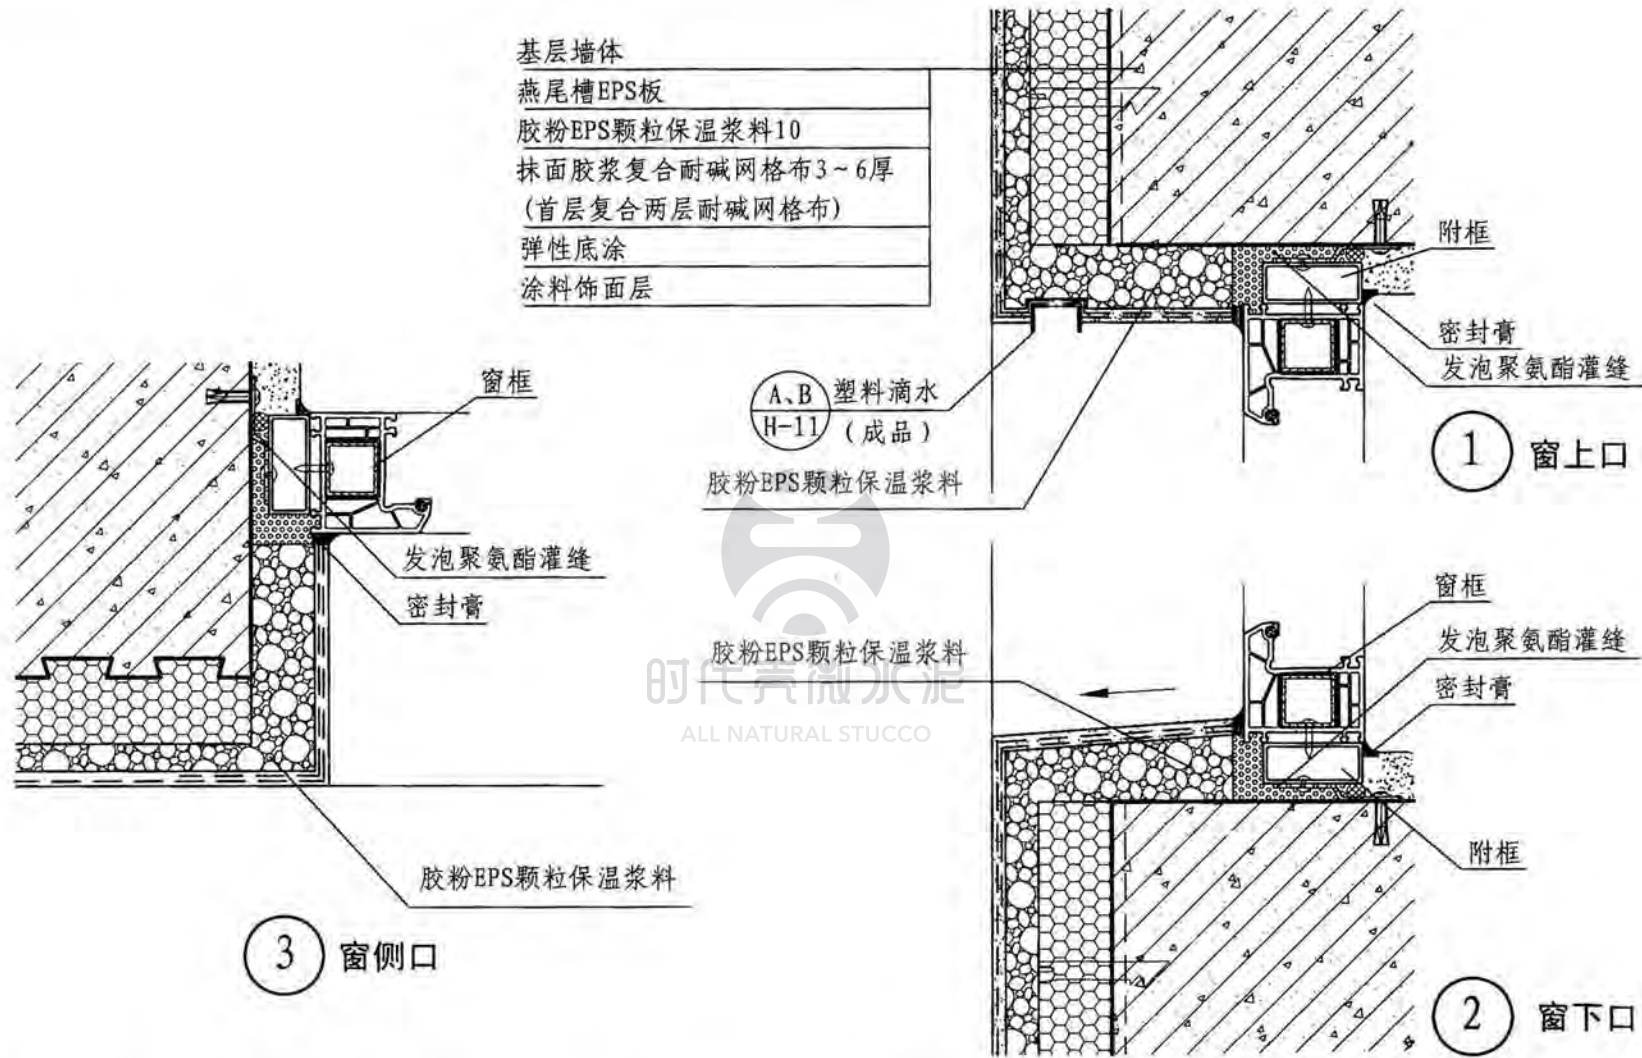 基层墙体
燕尾槽EPS板
胶粉EPS颗粒保温浆料10
抹面胶浆复合耐碱网格布3~6厚
(首层复合两层耐碱网格布)
弹性底涂
涂料饰面层
附框
密封膏
发泡聚氨酯灌缝
A、B
H-11
塑料滴水
(成品)
胶粉EPS颗粒保温浆料
1
窗上口
窗框
发泡聚氨酯灌缝
密封膏
胶粉EPS颗粒保温浆料
3
窗侧口
时代壳微水泥
ALL NATURAL STUCCO
胶粉EPS颗粒保温浆料
窗框
发泡聚氨酯灌缝
密封膏
附框
2
窗下口